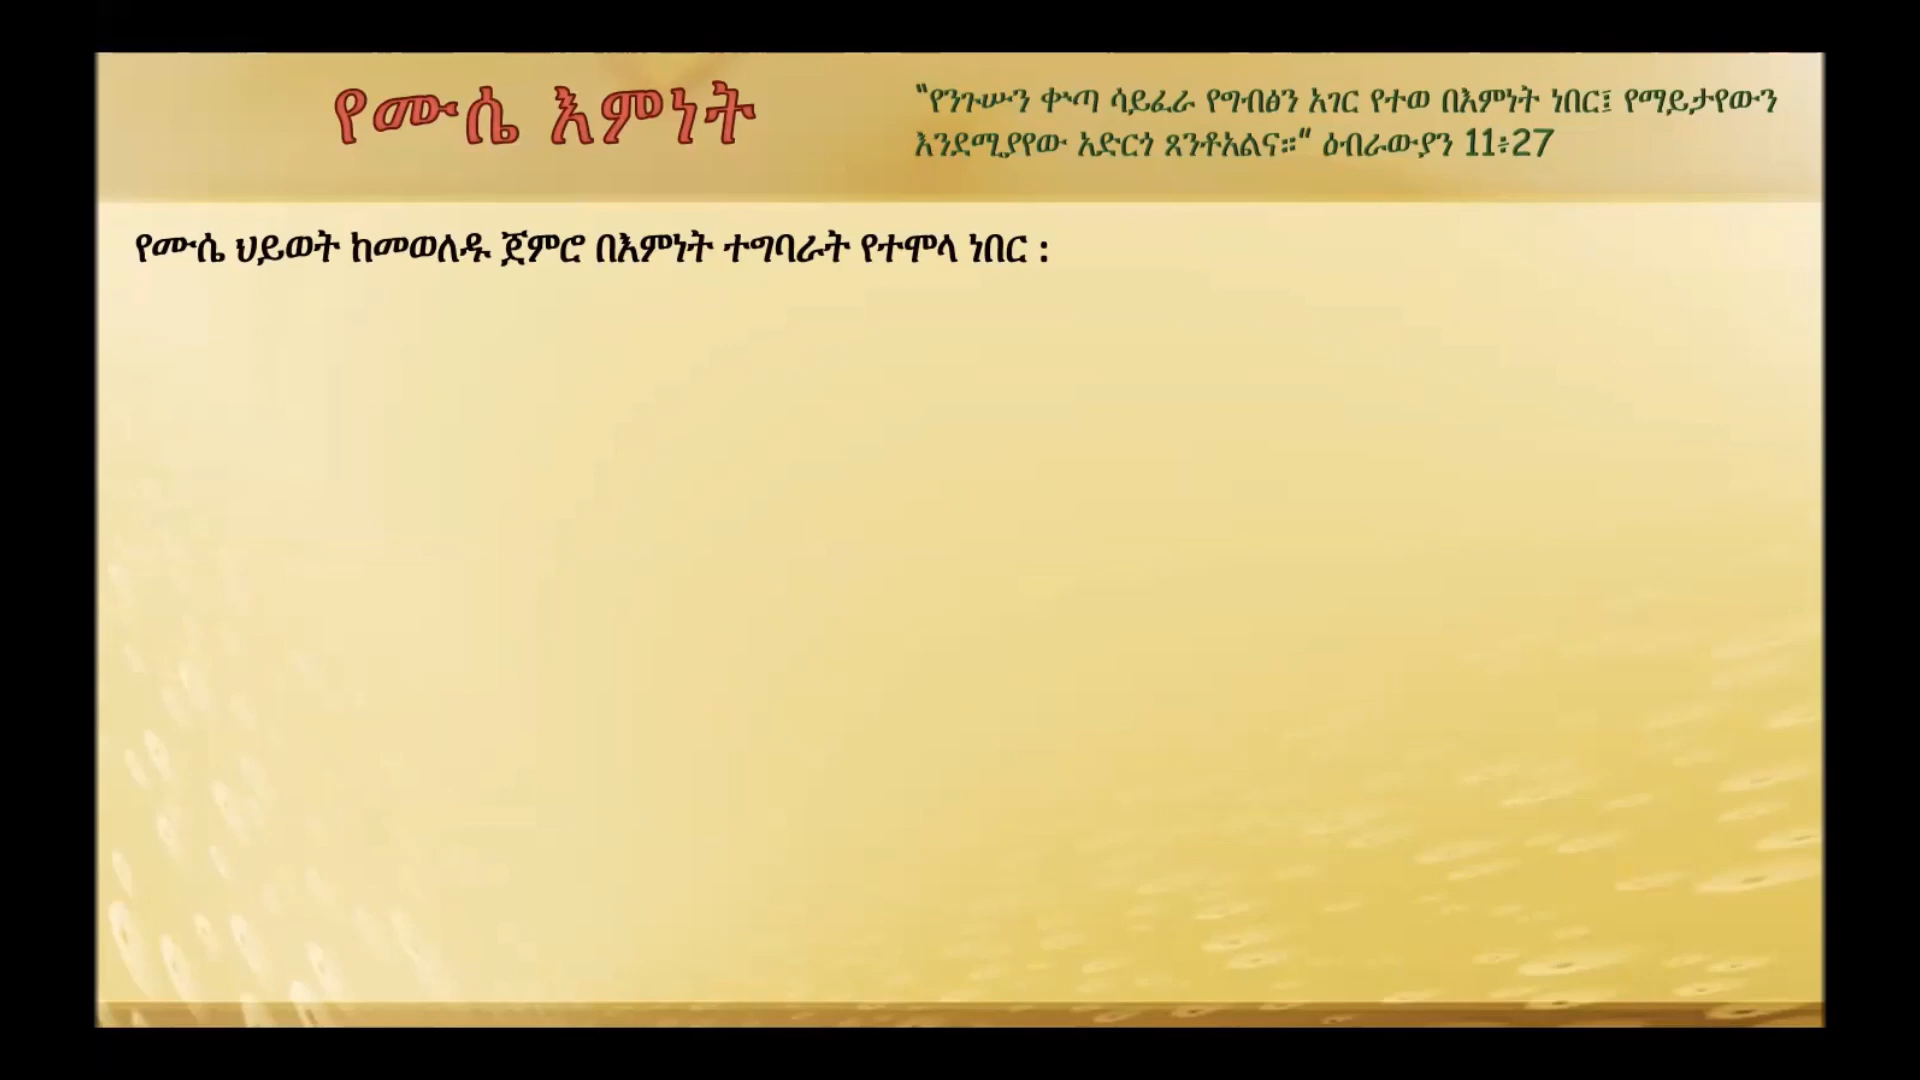 የሙሴ እምነት
“የንጉሡን ቍጣ ሳይፈራ የግብፅን አገር የተወ በእምነት ነበር፤ የማይታየውን
እንደሚያየው አድርጎ ጸንቶአልና።” ዕብራውያን 11፥27
የሙሴ ህይወት ከመወለዱ ጀምሮ በእምነት ተግባራት የተሞላ ነበር :